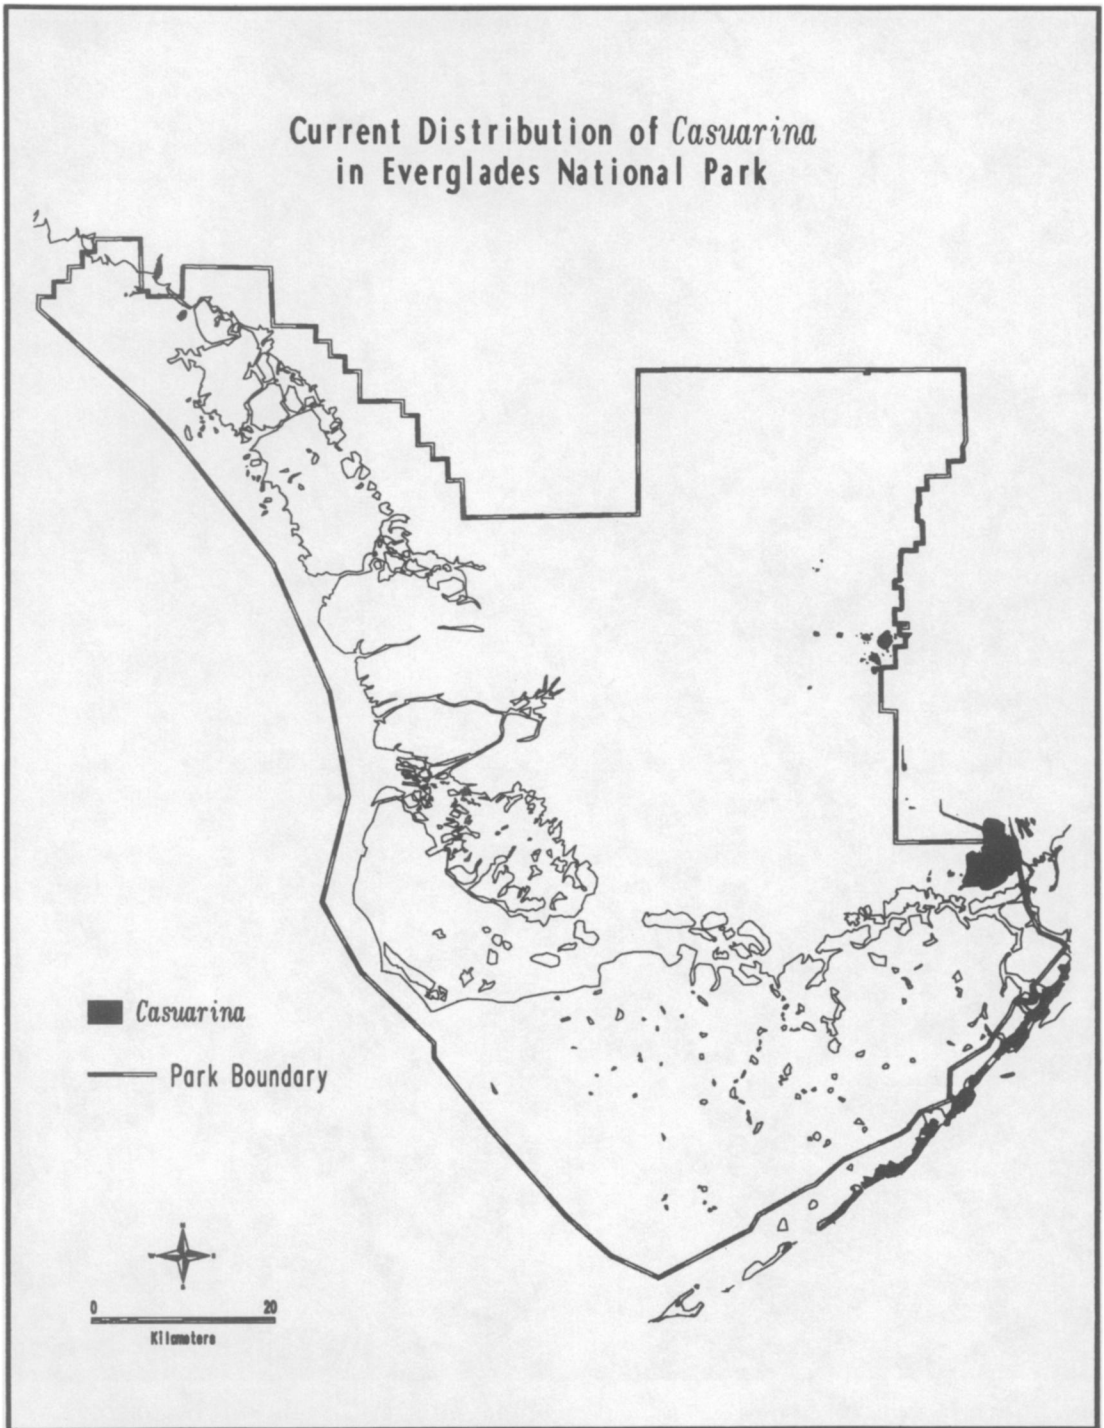 Current Distribution of Casuarina
in Everglades National Park
Casuarina
Park Boundary
0 20
Kilometers